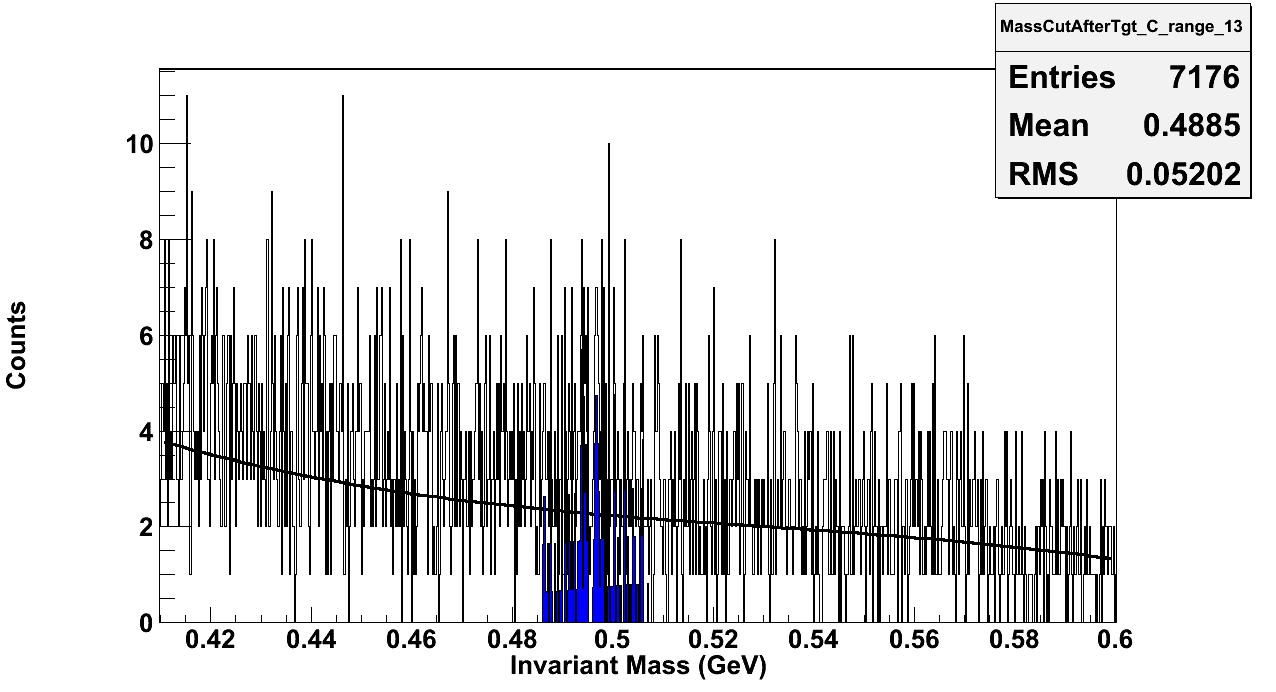 MassCutAfterTgt_C_range_13
Entries 7176
Mean 0.4885
RMS 0.05202
Counts
10
8
6
4
2
0
0.42 0.44 0.46 0.48 0.5 0.52 0.54 0.56 0.58 0.6
Invariant Mass (GeV)